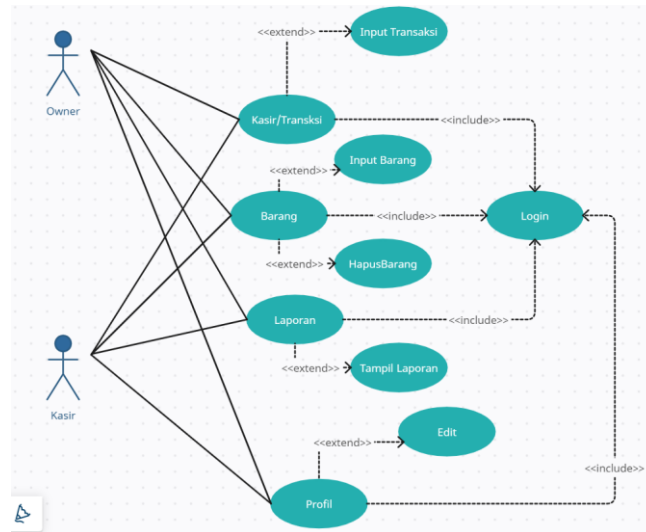 <<extend>>
Input Transaksi
Owner
Kasir/Transksi
<<include>>
Input Barang
<<extend>>
Barang
<<include>>
Login
<<extend>>
HapusBarang
Laporan
<<include>>
<<extend>>
Tampil Laporan
Kasir
Edit
<<extend>>
<<include>>
Profil